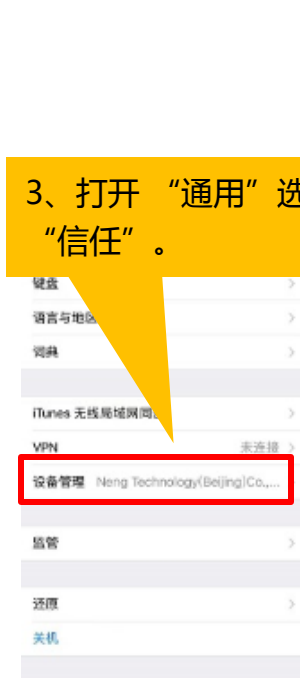 3、打开 “通用”选
“信任”。
键盘
语言与地区
词典
iTunes 无线局域网同
VPN 未连接
设备管理 Neng Technology(Beijing)Co.,...
监管
还原
关机